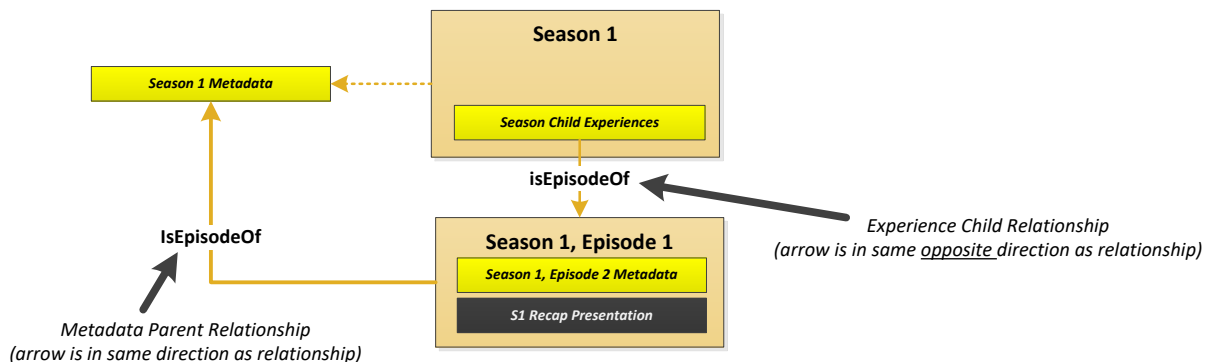 Season 1
Season 1 Metadata
Season Child Experiences
isEpisodeOf
Experience Child Relationship
(arrow is in same opposite direction as relationship)
IsEpisodeOf
Season 1, Episode 1
Season 1, Episode 2 Metadata
S1 Recap Presentation
Metadata Parent Relationship
(arrow is in same direction as relationship)